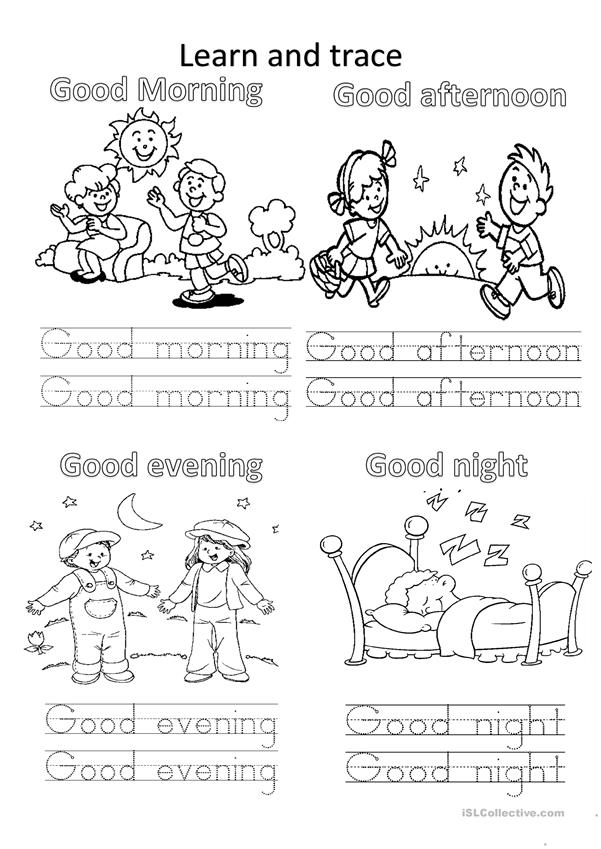 Learn and trace
Good Morning
Good afternoon
Good morning
Good morning
Good afternoon
Good afternoon
Good evening
Good night
Z Z Z
Z Z Z
Good evening
Good evening
Good night
Good night
iSLCollective.com